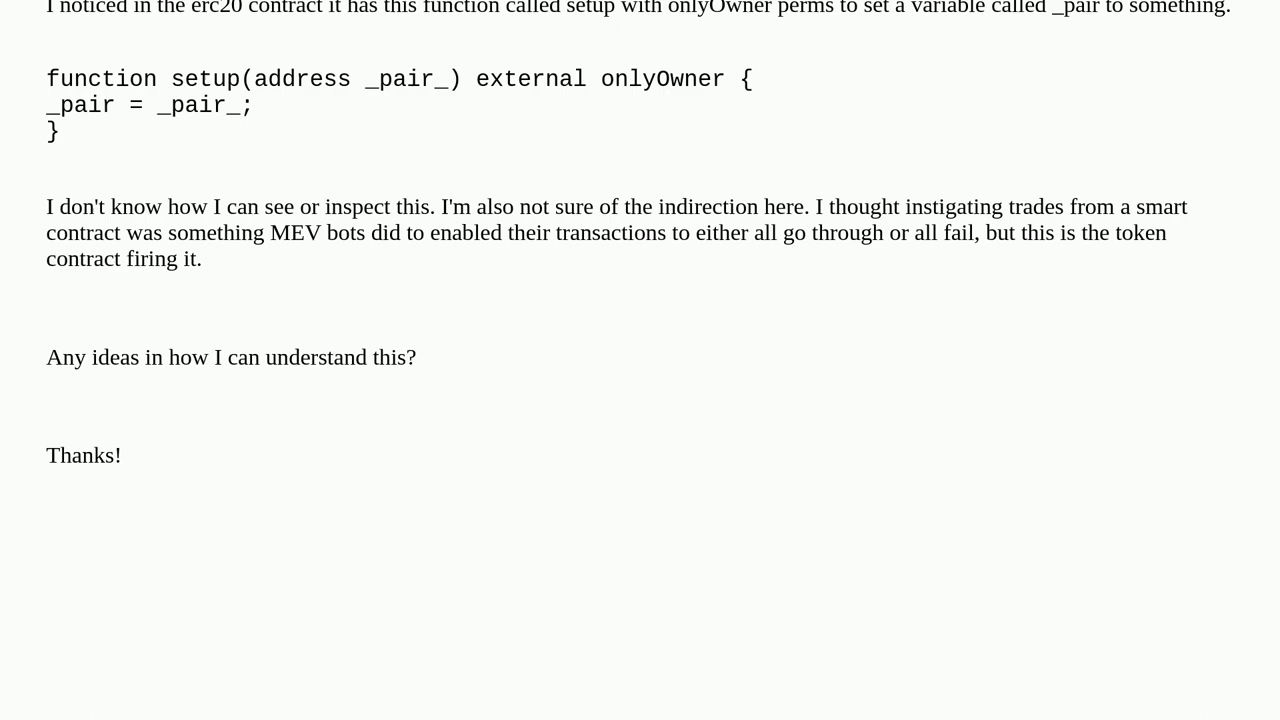 I noticed in the erc20 contract it has this function called setup with onlyOwner perms to set a variable called _pair to something.
function setup(address _pair_) external onlyOwner {
_pair = _pair_;
}
I don't know how I can see or inspect this. I'm also not sure of the indirection here. I thought instigating trades from a smart
contract was something MEV bots did to enabled their transactions to either all go through or all fail, but this is the token
contract firing it.
Any ideas in how I can understand this?
Thanks!